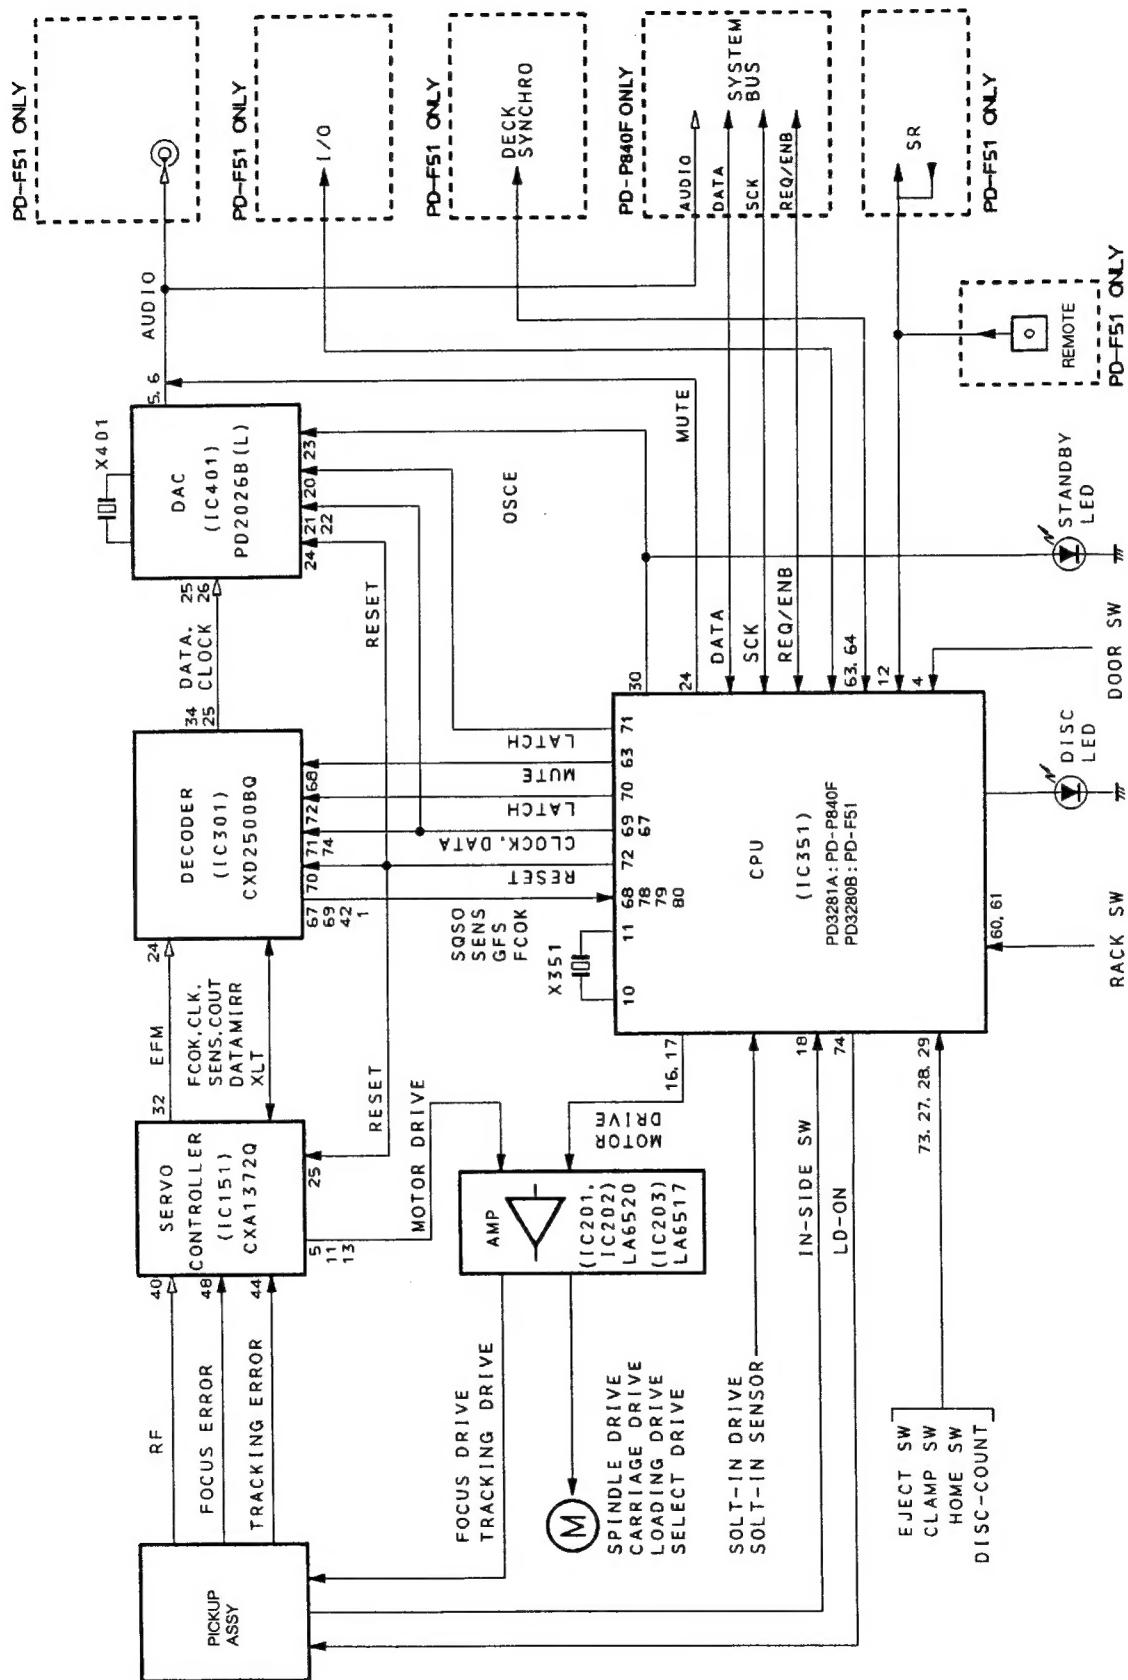 PICKUP
ASSY
RF
FOCUS ERROR
TRACKING ERROR
40
48
44
SERVO
CONTROLLER
(IC151)
CXA1372Q
32
5
11
13
25
EFM
FCOK.CLK.
SENS.COUT
DATAMIRR
XLT
RESET
MOTOR DRIVE
24
DECODER
(IC301)
CXD2500BQ
34
25
67
69
42
1
70
71
74
72
68
DATA.
CLOCK
RESET
25
26
X401
DAC
(IC401)
PD2026B(L)
24
21
22
20
23
5, 6
AUDIO
PD-F51 ONLY
PD-F51 ONLY
I/O
PD-F51 ONLY
DECK
SYNCHRO
PD-P840F ONLY
AUDIO
DATA
SCK
REQ/ENB
SYSTEM
BUS
SR
PD-F51 ONLY
REMOTE
PD-F51 ONLY
OSCE
MUTE
FOCUS DRIVE
TRACKING DRIVE
AMP
(IC201,
IC202)
LA6520
(IC203)
LA6517
MOTOR
DRIVE
16, 17
M
SPINDLE DRIVE
CARRIAGE DRIVE
LOADING DRIVE
SELECT DRIVE
SOLT-IN DRIVE
SOLT-IN SENSOR
IN-SIDE SW
18
LD-ON
74
EJECT SW
CLAMP SW
HOME SW
DISC-COUNT
73, 27, 28, 29
X351
10
11
SQSO
SENS
GFS
FCOK
68
78
79
80
RESET
72
CLOCK, DATA
69
67
LATCH
70
MUTE
63
LATCH
71
CPU
(IC351)
PD3281A : PD-P840F
PD3280B : PD-F51
30
24
DATA
SCK
REQ/ENB
63, 64
12
4
60, 61
RACK SW
DISC
LED
DOOR SW
STANDBY
LED